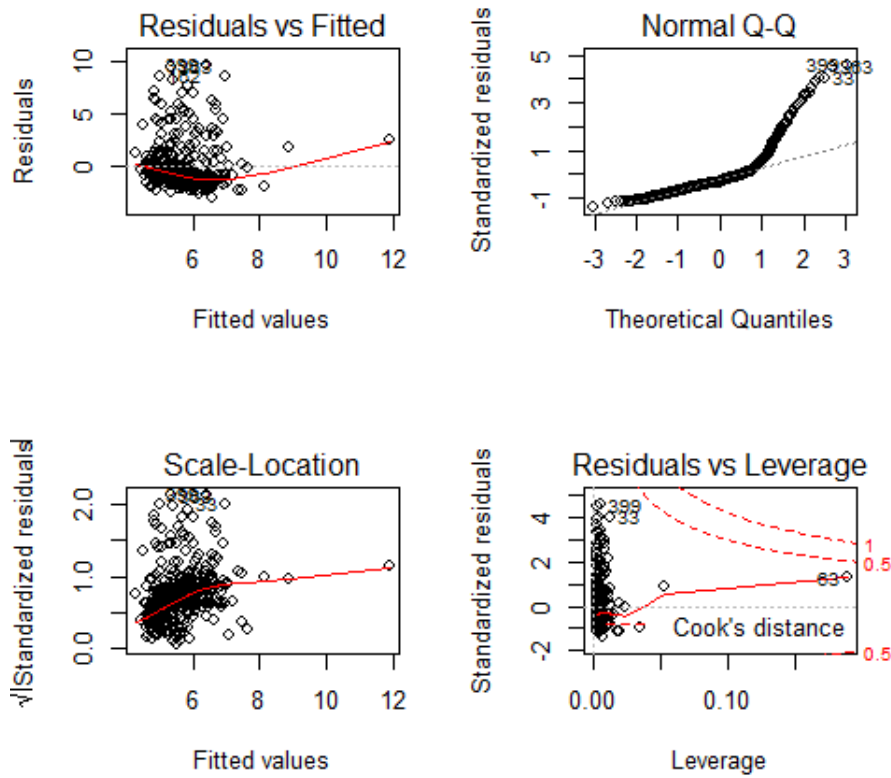 Residuals vs Fitted
Residuals
10
5
0
399
33
6 8 10 12
Fitted values
Normal Q-Q
Standardized residuals
5
3
1
-1
399
33
-3 -2 -1 0 1 2 3
Theoretical Quantiles
Scale-Location
√|Standardized residuals|
2.0
1.0
0.0
33
6 8 10 12
Fitted values
Residuals vs Leverage
Standardized residuals
4
2
0
-2
399
33
63
1
0.5
0.5
Cook's distance
0.00 0.10
Leverage